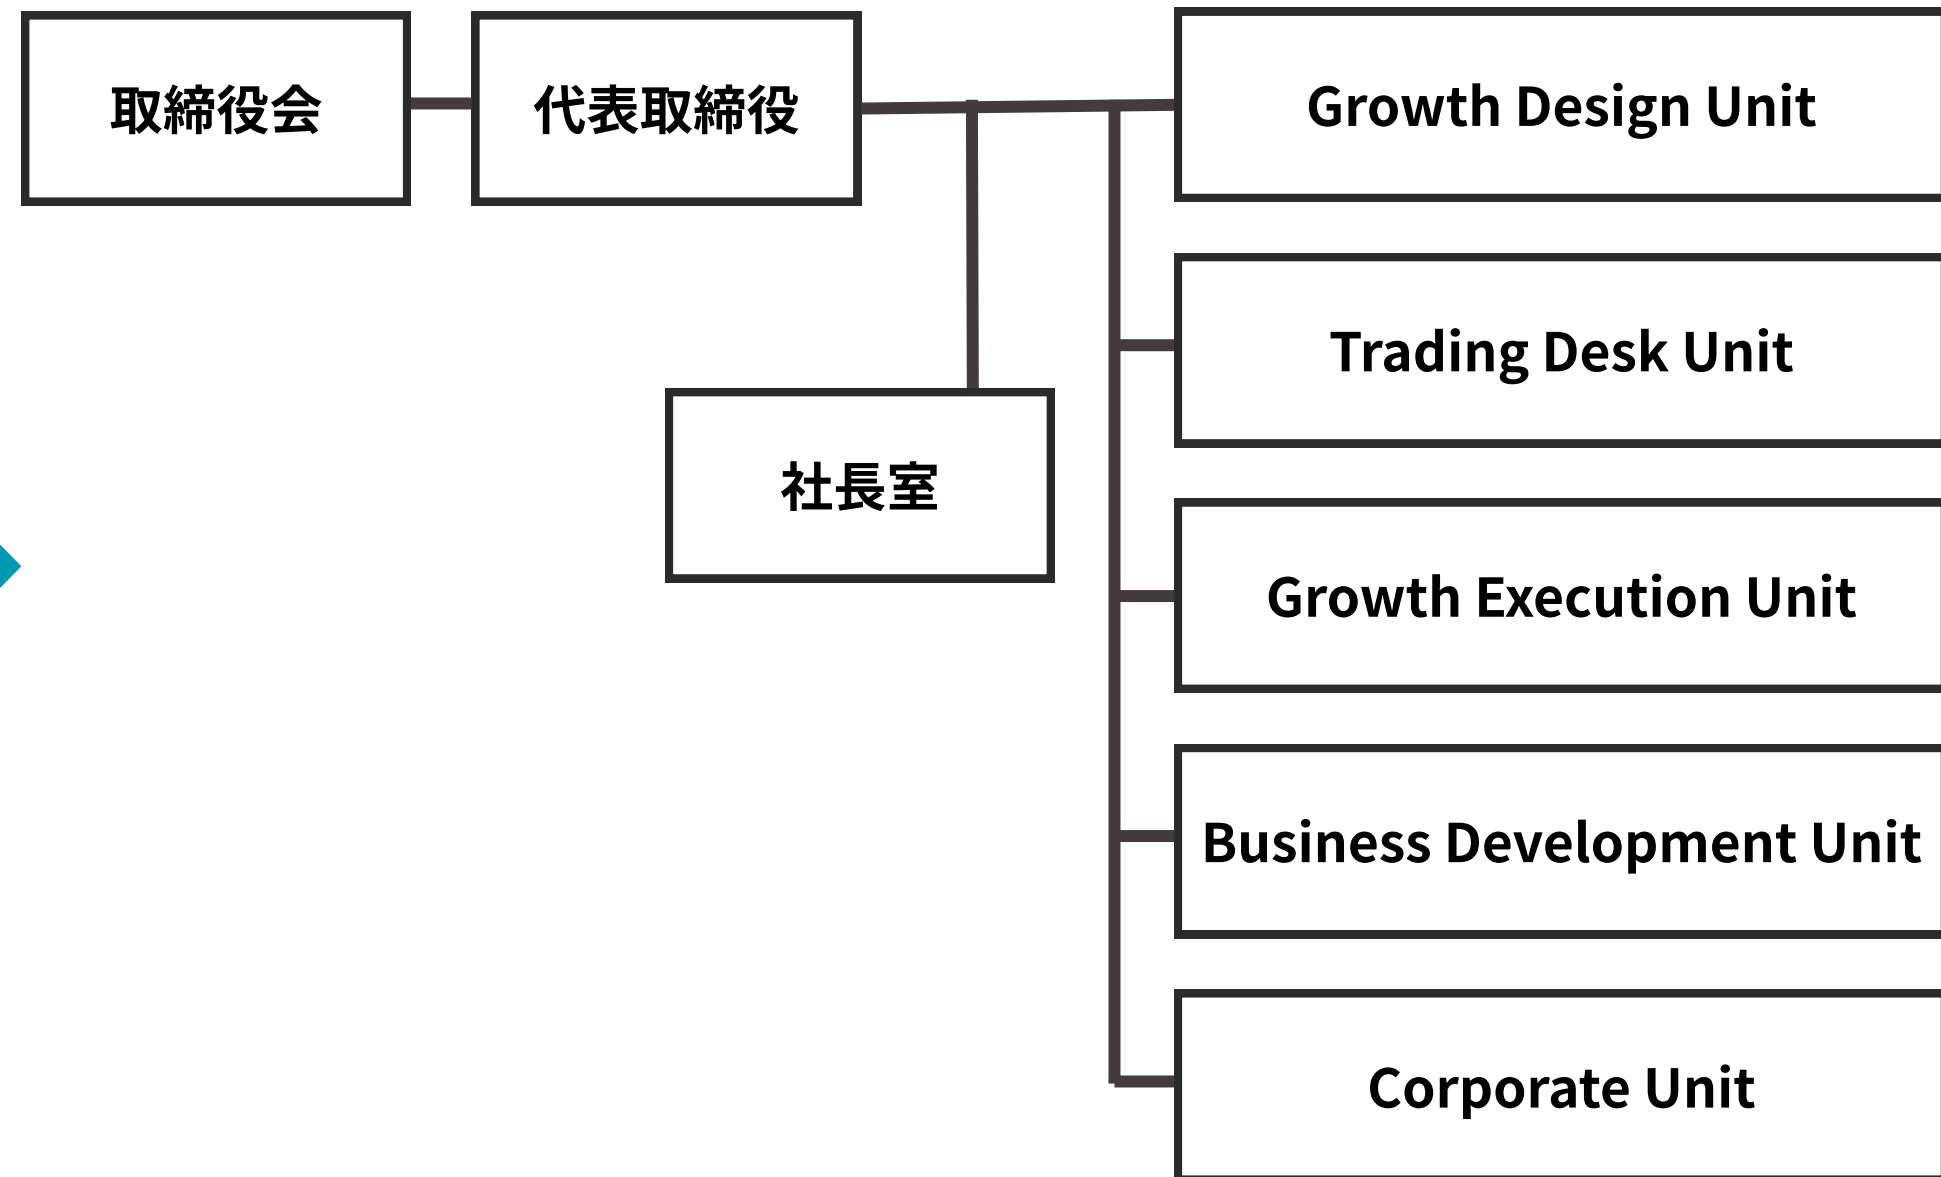 取締役会
代表取締役
Growth Design Unit
Trading Desk Unit
社長室
Growth Execution Unit
Business Development Unit
Corporate Unit